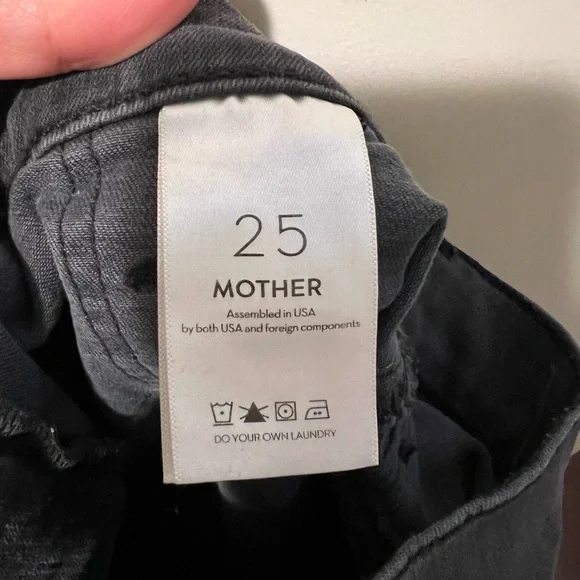 25
MOTHER
Assembled in USA
by both USA and foreign components
DO YOUR OWN LAUNDRY